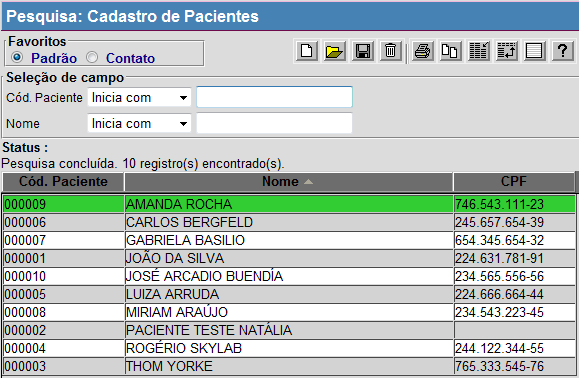 Pesquisa: Cadastro de Pacientes
Favoritos
Padrão Contato
?
Seleção de campo
Cód. Paciente Inicia com
Nome Inicia com
Status :
Pesquisa concluída. 10 registro(s) encontrado(s).
Cód. Paciente Nome CPF
000009 AMANDA ROCHA 746.543.111-23
000006 CARLOS BERGFELD 245.657.654-39
000007 GABRIELA BASILIO 654.345.654-32
000001 JOÃO DA SILVA 224.631.781-91
000010 JOSÉ ARCADIO BUENDÍA 234.565.556-56
000005 LUIZA ARRUDA 224.666.664-44
000008 MIRIAM ARAÚJO 234.543.223-45
000002 PACIENTE TESTE NATÁLIA
000004 ROGÉRIO SKYLAB 244.122.344-55
000003 THOM YORKE 765.333.545-76